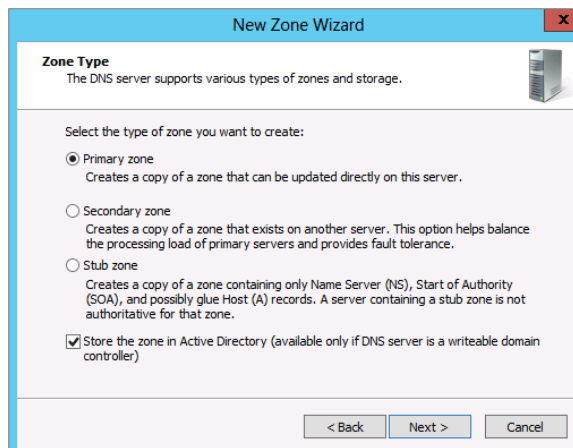 New Zone Wizard
x
Zone Type
The DNS server supports various types of zones and storage.
Select the type of zone you want to create:
Primary zone
Creates a copy of a zone that can be updated directly on this server.
Secondary zone
Creates a copy of a zone that exists on another server. This option helps balance
the processing load of primary servers and provides fault tolerance.
Stub zone
Creates a copy of a zone containing only Name Server (NS), Start of Authority
(SOA), and possibly glue Host (A) records. A server containing a stub zone is not
authoritative for that zone.
Store the zone in Active Directory (available only if DNS server is a writeable domain
controller)
< Back Next > Cancel